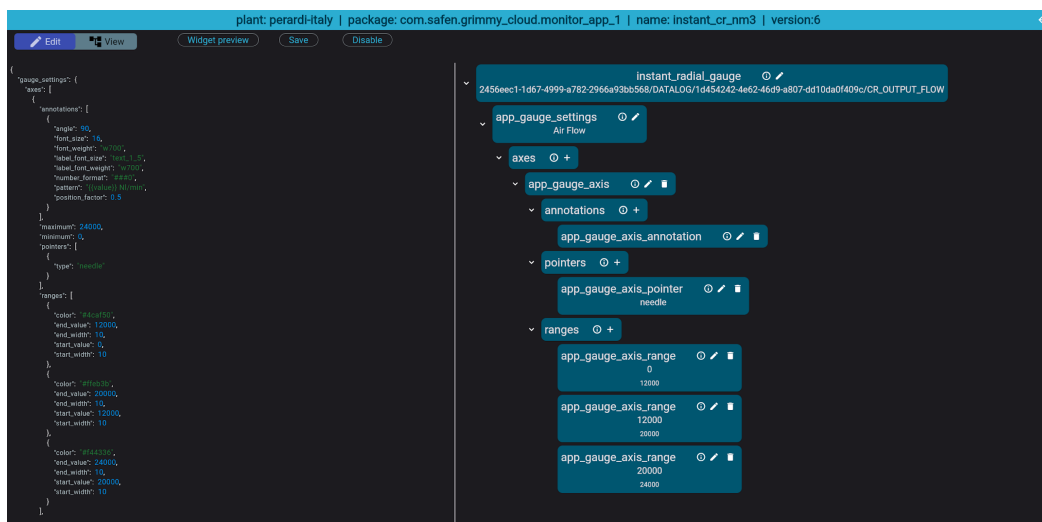 plant: perardi-italy | package: com.safen.grimmy_cloud.monitor_app_1 | name: instant_cr_nm3 | version:6
Edit View Widget preview Save Disable
{
"gauge_settings": {
"axes": [
{
"annotations": [
{
"angle": 90,
"font_size": 16,
"font_weight": "w700",
"label_font_size": "text_1_5",
"label_font_weight": "w700",
"number_format": "###0",
"pattern": "{{value}} Nl/min",
"position_factor": 0.5
}
],
"maximum": 24000,
"minimum": 0,
"pointers": [
{
"type": "needle"
}
],
"ranges": [
{
"color": "#4caf50",
"end_value": 12000,
"end_width": 10,
"start_value": 0,
"start_width": 10
},
{
"color": "#ffeb3b",
"end_value": 20000,
"end_width": 10,
"start_value": 12000,
"start_width": 10
},
{
"color": "#f44336",
"end_value": 24000,
"end_width": 10,
"start_value": 20000,
"start_width": 10
}
],
instant_radial_gauge
2456eec1-1d67-4999-a782-2966a93bb568/DATALOG/1d454242-4e62-46d9-a807-dd10da0f409c/CR_OUTPUT_FLOW
app_gauge_settings
Air Flow
axes
app_gauge_axis
annotations
app_gauge_axis_annotation
pointers
app_gauge_axis_pointer
needle
ranges
app_gauge_axis_range
0
12000
app_gauge_axis_range
12000
20000
app_gauge_axis_range
20000
24000